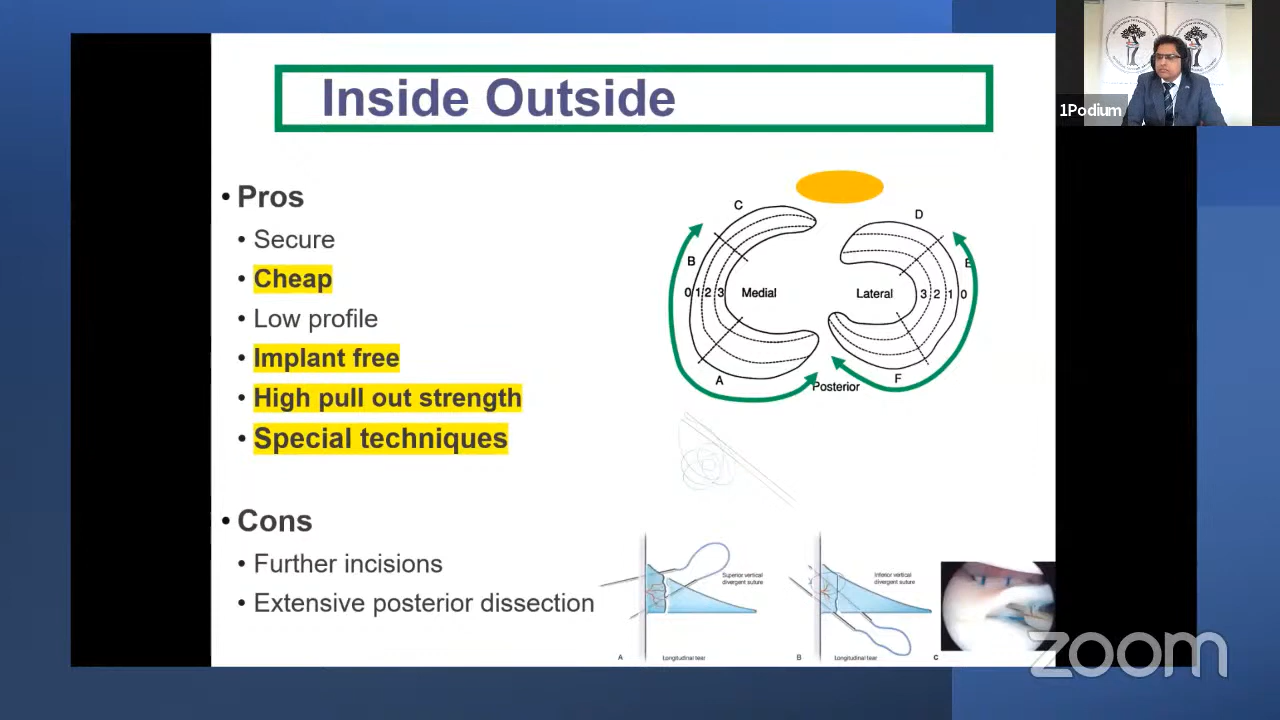 Inside Outside
1Podium
• Pros
• Secure
• Cheap
• Low profile
• Implant free
• High pull out strength
• Special techniques
• Cons
• Further incisions
• Extensive posterior dissection
C
D
B
E
0 1 2 3
Medial
Lateral
3 2 1 0
A
F
Posterior
Superior vertical
divergent suture
Inferior vertical
divergent suture
A
Longitudinal tear
B
Longitudinal tear
C
zoom